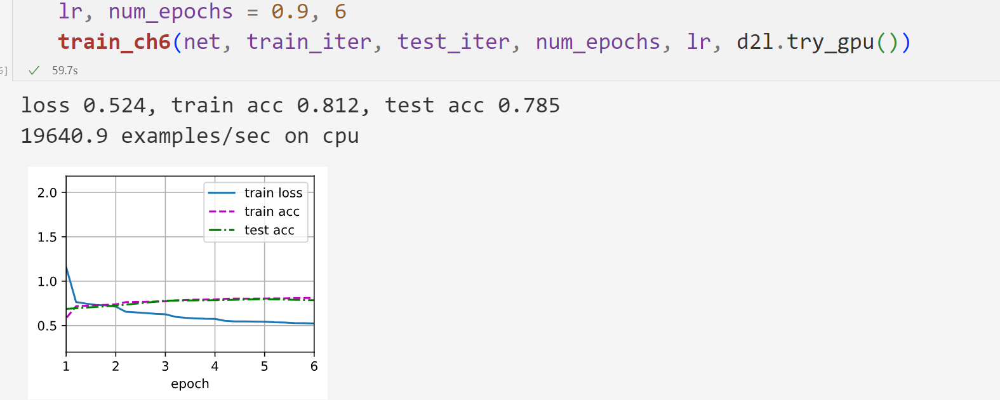 lr, num_epochs = 0.9, 6
train_ch6(net, train_iter, test_iter, num_epochs, lr, d2l.try_gpu())
] ✓ 59.7s
loss 0.524, train acc 0.812, test acc 0.785
19640.9 examples/sec on cpu
train loss
train acc
test acc
2.0
1.5
1.0
0.5
1 2 3 4 5 6
epoch